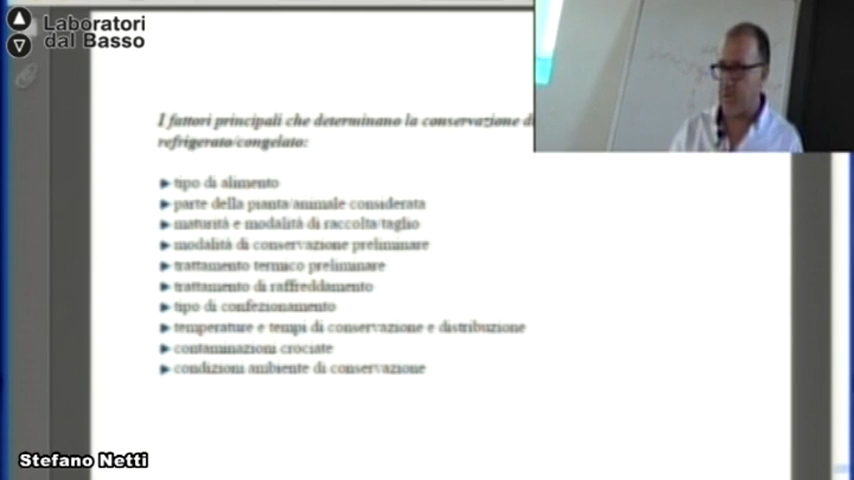 Laboratori
dal Basso
I fattori principali che determinano la conservazione di
refrigerato/congelato:
tipo di alimento
parte della pianta/animale considerata
maturità e modalità di raccolta/taglio
modalità di conservazione preliminare
trattamento termico preliminare
trattamento di raffreddamento
tipo di confezionamento
temperature e tempi di conservazione e distribuzione
contaminazioni crociate
condizioni ambiente di conservazione
Stefano Netti